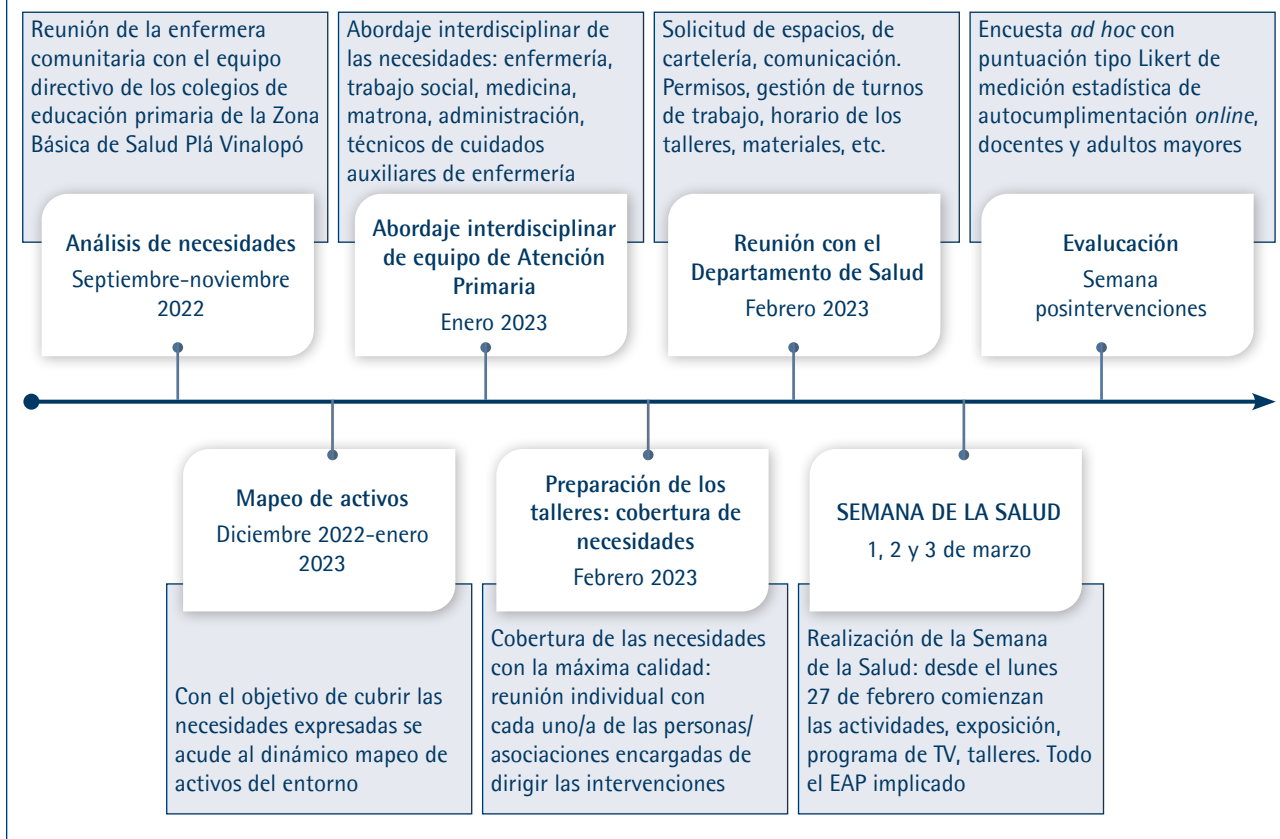 Reunión de la enfermera
comunitaria con el equipo
directivo de los colegios de
educación primaria de la Zona
Básica de Salud Plá Vinalopó
Análisis de necesidades
Septiembre-noviembre
2022
Abordaje interdisciplinar de
las necesidades: enfermería,
trabajo social, medicina,
matrona, administración,
técnicos de cuidados
auxiliares de enfermería
Abordaje interdisciplinar
de equipo de Atención
Primaria
Enero 2023
Solicitud de espacios, de
cartelería, comunicación.
Permisos, gestión de turnos
de trabajo, horario de los
talleres, materiales, etc.
Reunión con el
Departamento de Salud
Febrero 2023
Encuesta ad hoc con
puntuación tipo Likert de
medición estadística de
autocumplimentación online,
docentes y adultos mayores
Evalucación
Semana
posintervenciones
Mapeo de activos
Diciembre 2022-enero
2023
Con el objetivo de cubrir las
necesidades expresadas se
acude al dinámico mapeo de
activos del entorno
Preparación de los
talleres: cobertura de
necesidades
Febrero 2023
Cobertura de las necesidades
con la máxima calidad:
reunión individual con
cada uno/a de las personas/
asociaciones encargadas de
dirigir las intervenciones
SEMANA DE LA SALUD
1, 2 y 3 de marzo
Realización de la Semana
de la Salud: desde el lunes
27 de febrero comienzan
las actividades, exposición,
programa de TV, talleres. Todo
el EAP implicado